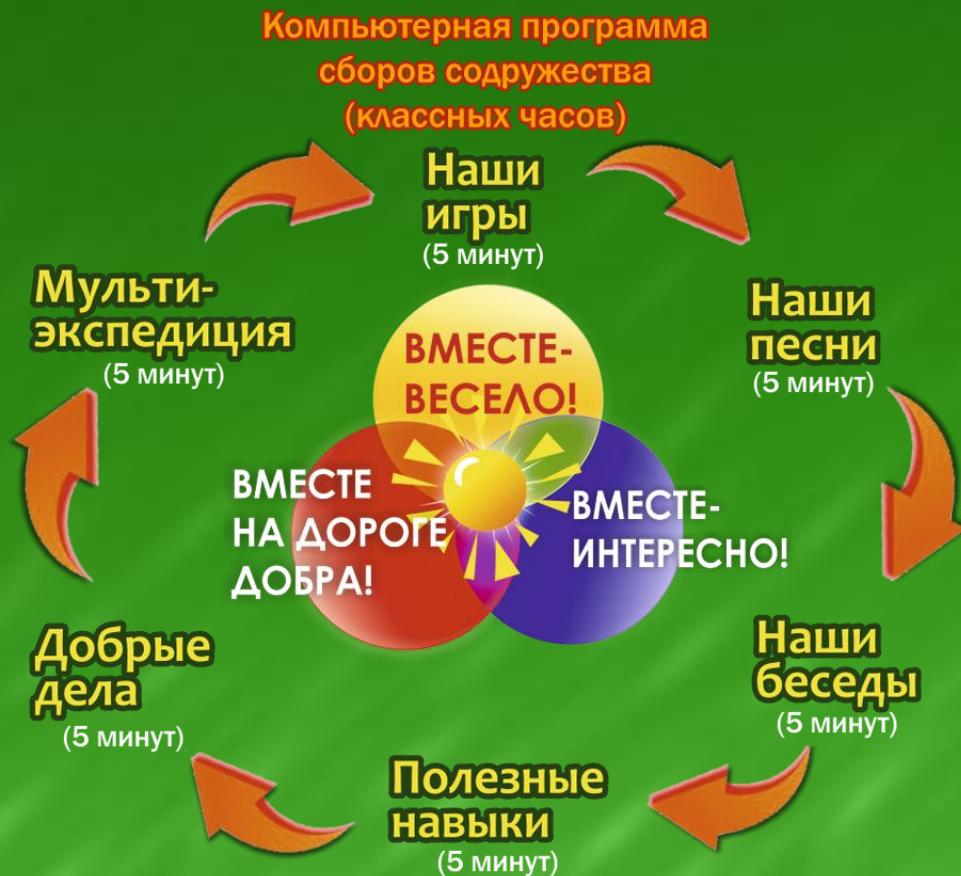 Компьютерная программа
сборов содружества
(классных часов)
Наши
игры
(5 минут)
Наши
песни
(5 минут)
Наши
беседы
(5 минут)
Полезные
навыки
(5 минут)
Добрые
дела
(5 минут)
Мульти-
экспедиция
(5 минут)
ВМЕСТЕ-
ВЕСЕЛО!
ВМЕСТЕ
НА ДОРОГЕ
ДОБРА!
ВМЕСТЕ-
ИНТЕРЕСНО!